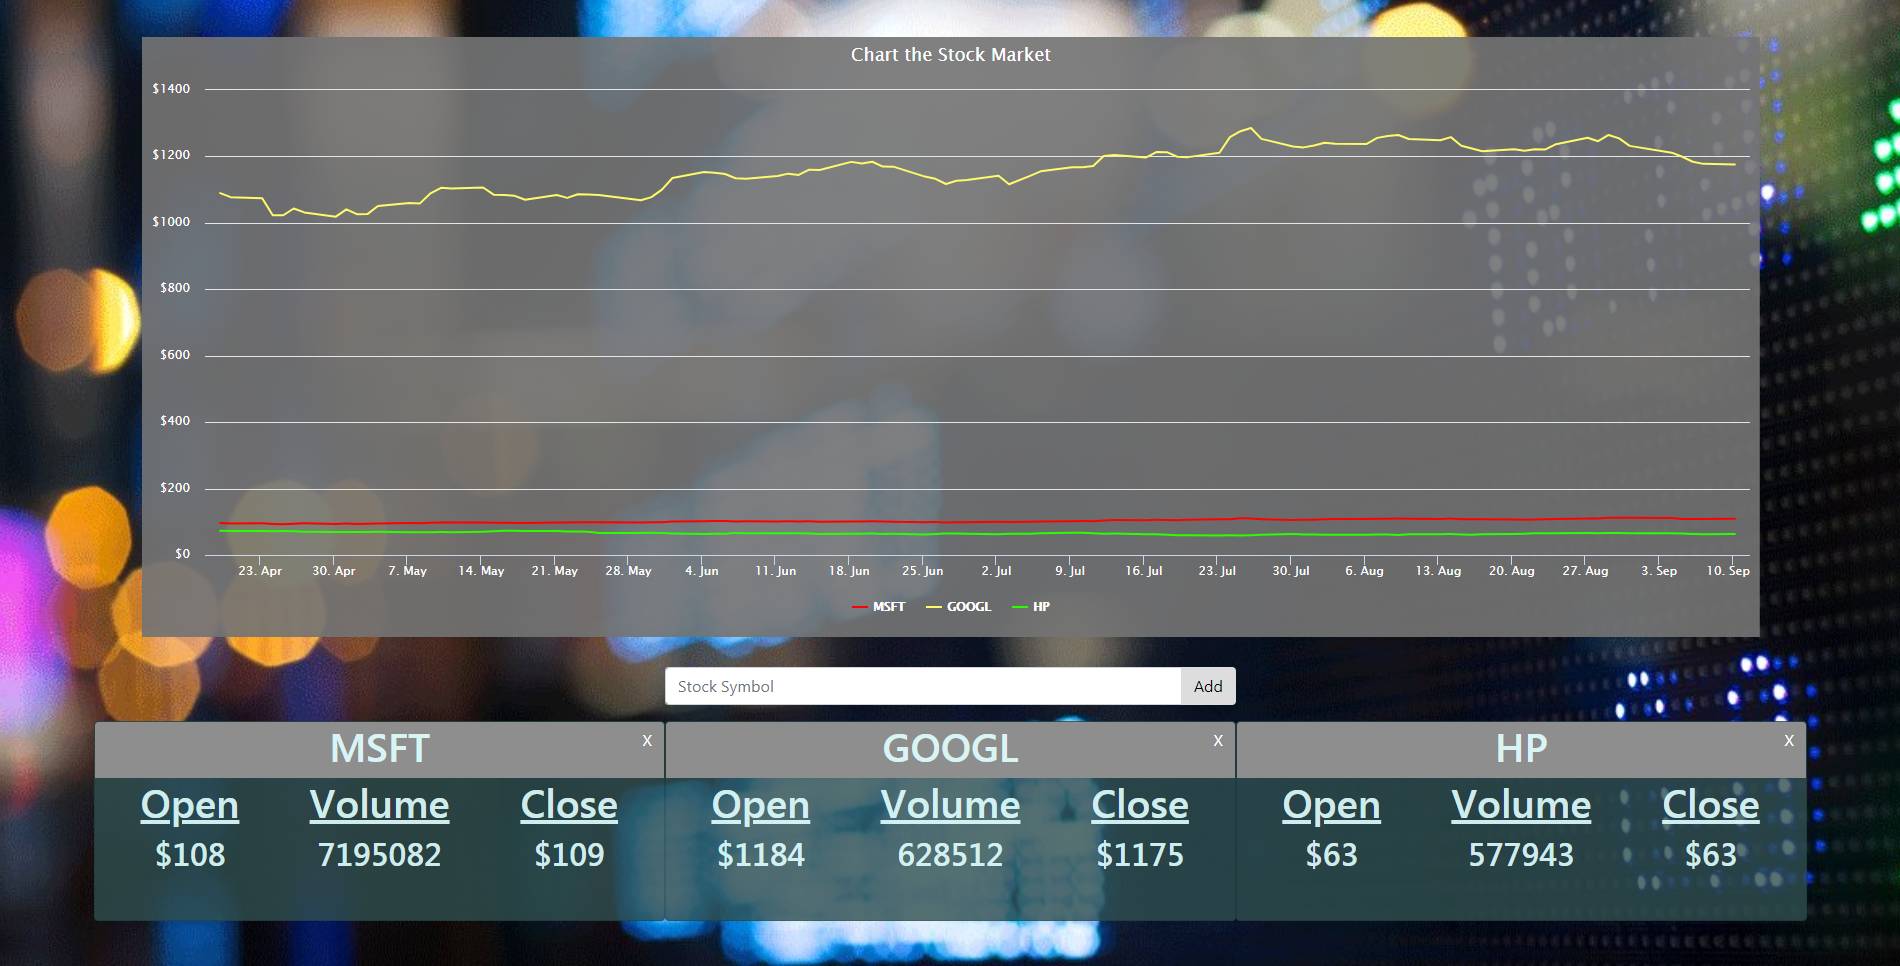 Chart the Stock Market
$1400
$1200
$1000
$800
$600
$400
$200
$0
23. Apr 30. Apr 7. May 14. May 21. May 28. May 4. Jun 11. Jun 18. Jun 25. Jun 2. Jul 9. Jul 16. Jul 23. Jul 30. Jul 6. Aug 13. Aug 20. Aug 27. Aug 3. Sep 10. Sep
MSFT GOOGL HP
Stock Symbol Add
MSFT X GOOGL X HP X
Open Volume Close Open Volume Close Open Volume Close
$108 7195082 $109 $1184 628512 $1175 $63 577943 $63